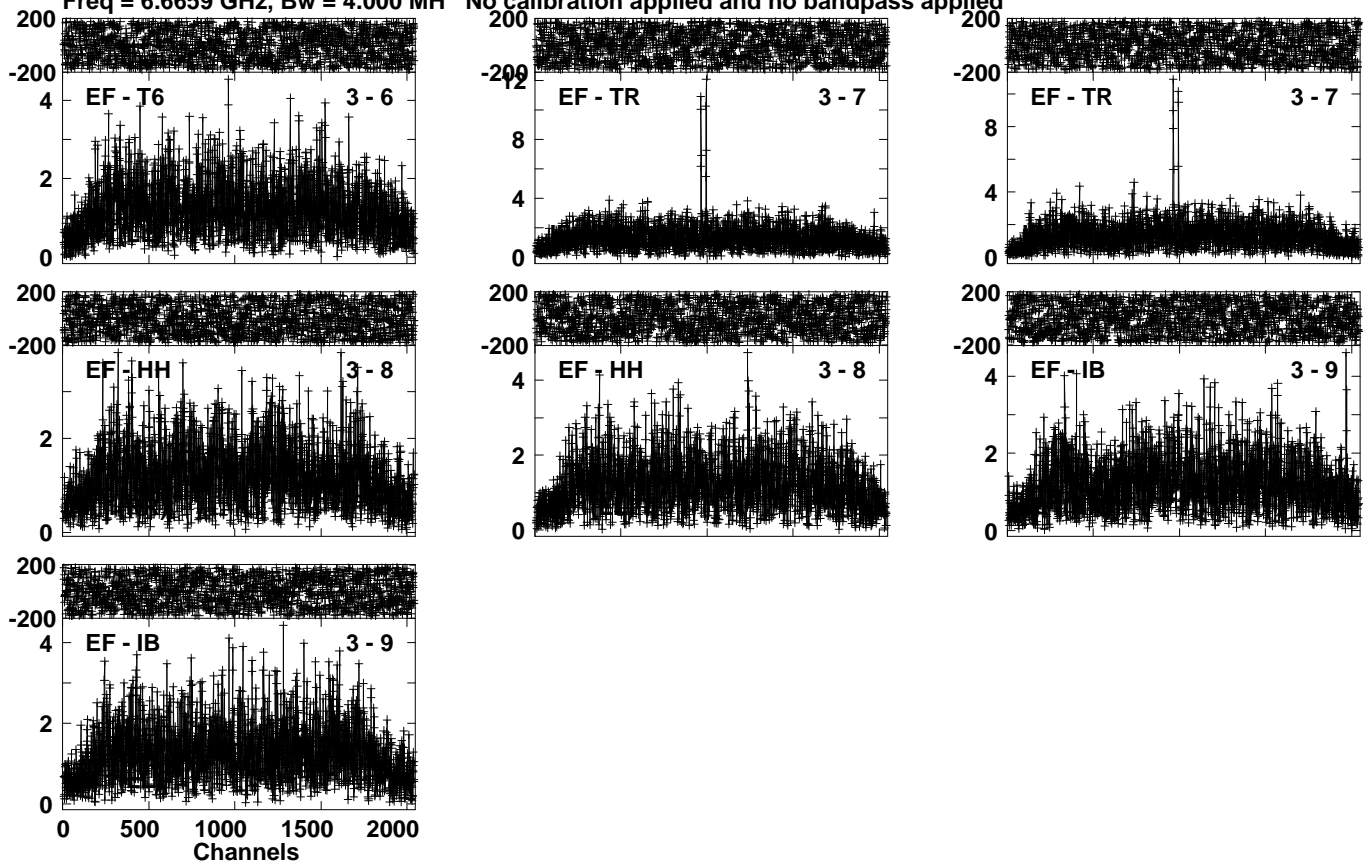 Freq = 6.6659 GHz, Bw = 4.000 MH No calibration applied and no bandpass applied
200 200 200
-200 -200 -200
EF - T6 3 - 6
4
2
0
EF - TR 3 - 7
12
8
4
0
EF - TR 3 - 7
8
4
0
200 200 200
-200 -200 -200
EF - HH 3 - 8
2
0
EF - HH 3 - 8
4
2
0
EF - IB 3 - 9
4
2
0
200
-200
EF - IB 3 - 9
4
2
0
0 500 1000 1500 2000
Channels